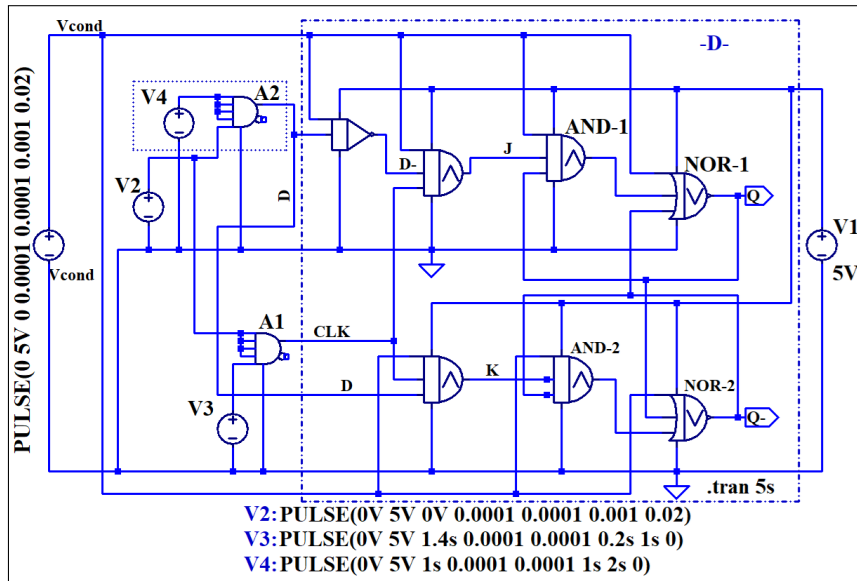 Vcond
-D-
A2
V4
AND-1
J
D-
NOR-1
V2
D
Q
V1
Vcond
5V
PULSE(0 5V 0 0.0001 0.0001 0.001 0.02)
A1
CLK
AND-2
K
NOR-2
D
V3
Q-
.tran 5s
V2:PULSE(0V 5V 0V 0.0001 0.0001 0.001 0.02)
V3:PULSE(0V 5V 1.4s 0.0001 0.0001 0.2s 1s 0)
V4:PULSE(0V 5V 1s 0.0001 0.0001 1s 2s 0)